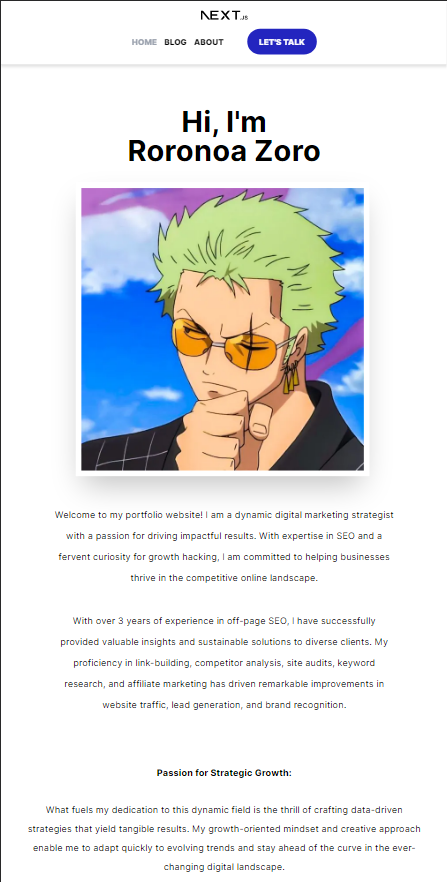 NEXT.JS
HOME BLOG ABOUT LET'S TALK
Hi, I'm
Roronoa Zoro
Welcome to my portfolio website! I am a dynamic digital marketing strategist
with a passion for driving impactful results. With expertise in SEO and a
fervent curiosity for growth hacking, I am committed to helping businesses
thrive in the competitive online landscape.
With over 3 years of experience in off-page SEO, I have successfully
provided valuable insights and sustainable solutions to diverse clients. My
proficiency in link-building, competitor analysis, site audits, keyword
research, and affiliate marketing has driven remarkable improvements in
website traffic, lead generation, and brand recognition.
Passion for Strategic Growth:
What fuels my dedication to this dynamic field is the thrill of crafting data-driven
strategies that yield tangible results. My growth-oriented mindset and creative approach
enable me to adapt quickly to evolving trends and stay ahead of the curve in the ever-
changing digital landscape.